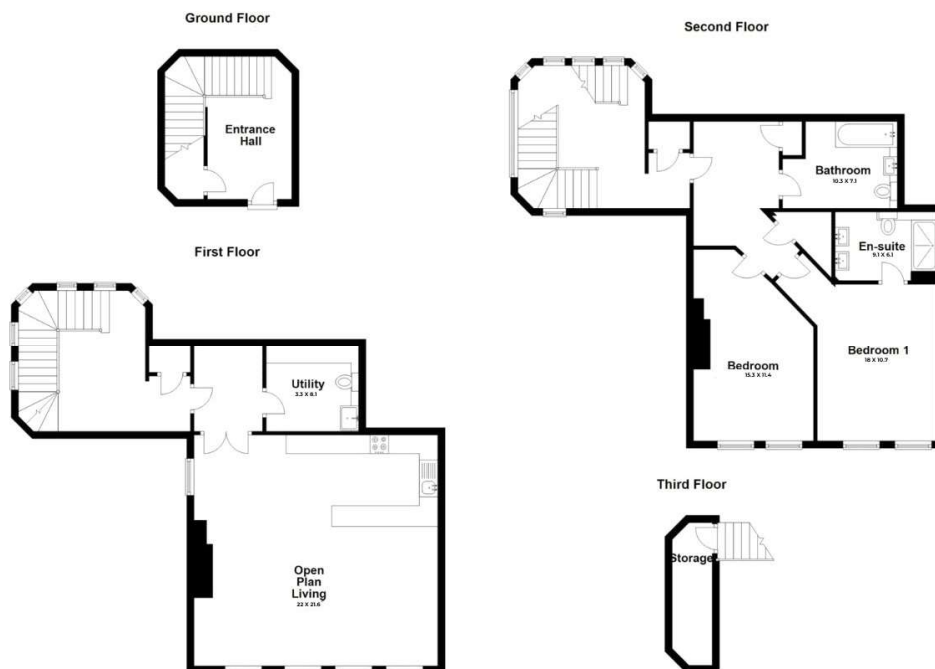 Ground Floor
Entrance
Hall
First Floor
Utility
3.3 X 8.1
Open
Plan
Living
22 X 21.6
Second Floor
Bathroom
10.3 X 7.1
En-suite
9.1 X 6.1
Bedroom
15.3 X 11.4
Bedroom 1
18 X 10.7
Third Floor
Storage